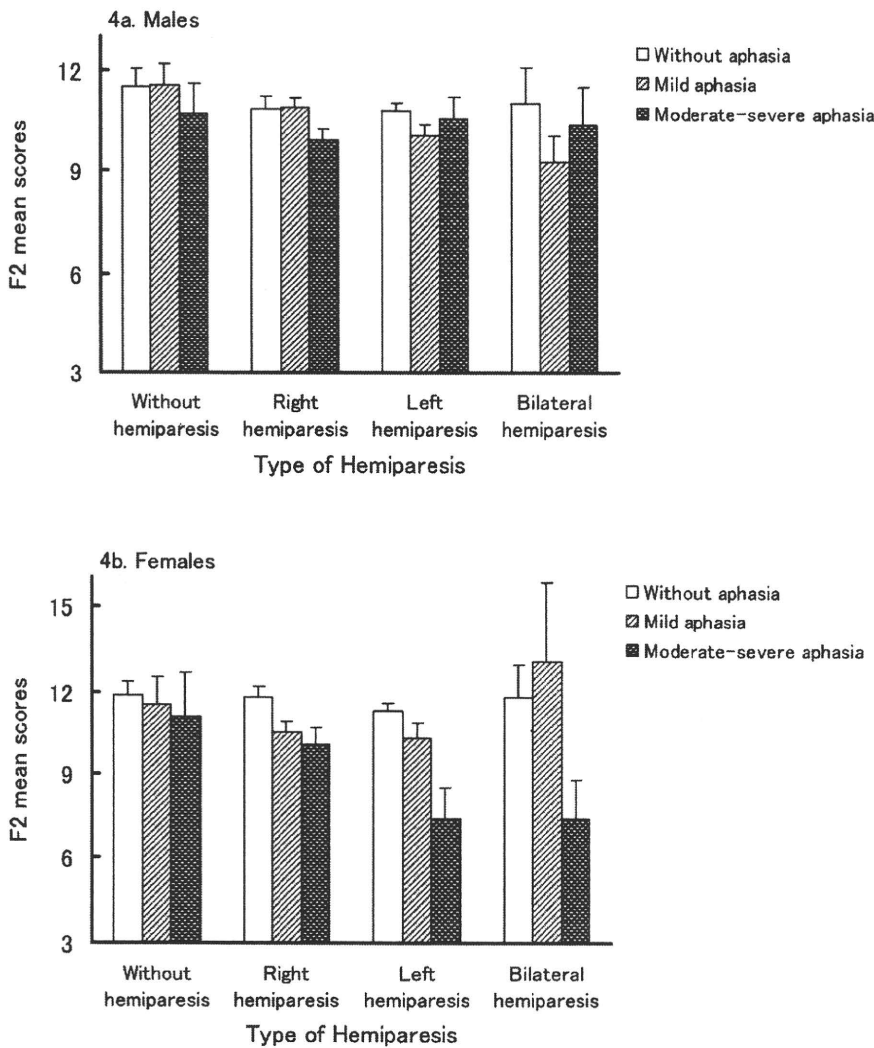 4a. Males
Without aphasia
Mild aphasia
Moderate-severe aphasia
F2 mean scores
12
9
6
3
Without hemiparesis
Right hemiparesis
Left hemiparesis
Bilateral hemiparesis
Type of Hemiparesis
4b. Females
Without aphasia
Mild aphasia
Moderate-severe aphasia
F2 mean scores
15
12
9
6
3
Without hemiparesis
Right hemiparesis
Left hemiparesis
Bilateral hemiparesis
Type of Hemiparesis